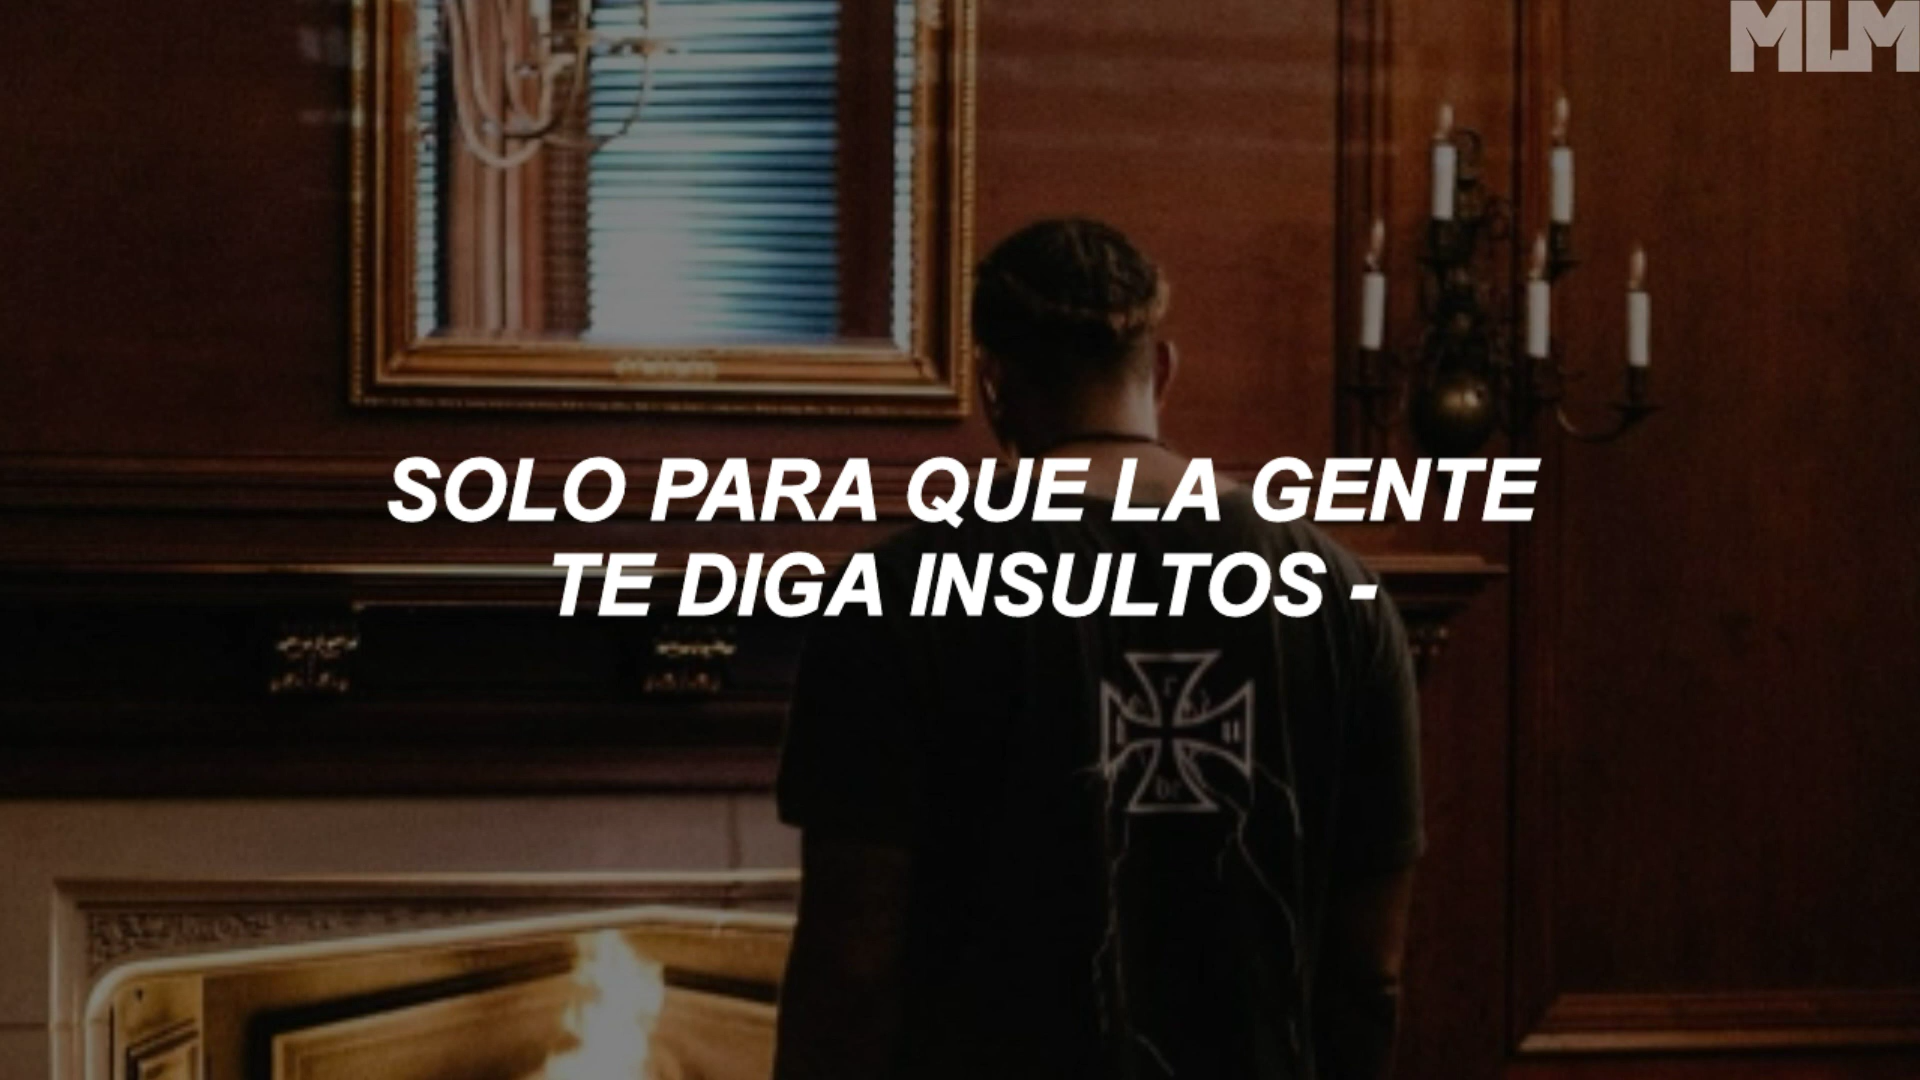 MLM
SOLO PARA QUE LA GENTE
TE DIGA INSULTOS -